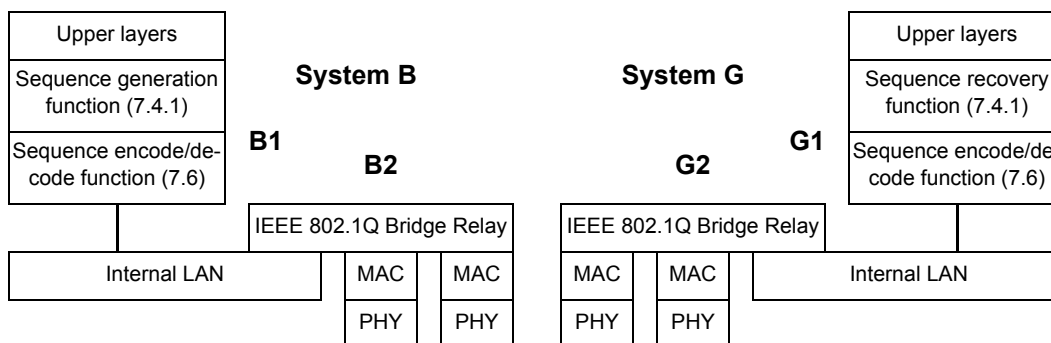 Upper layers
Sequence generation
function (7.4.1)
Sequence encode/de-
code function (7.6)
System B
B1
B2
IEEE 802.1Q Bridge Relay
Internal LAN
MAC
MAC
PHY
PHY
System G
G1
G2
IEEE 802.1Q Bridge Relay
MAC
MAC
PHY
PHY
Internal LAN
Upper layers
Sequence recovery
function (7.4.1)
Sequence encode/de
code function (7.6)